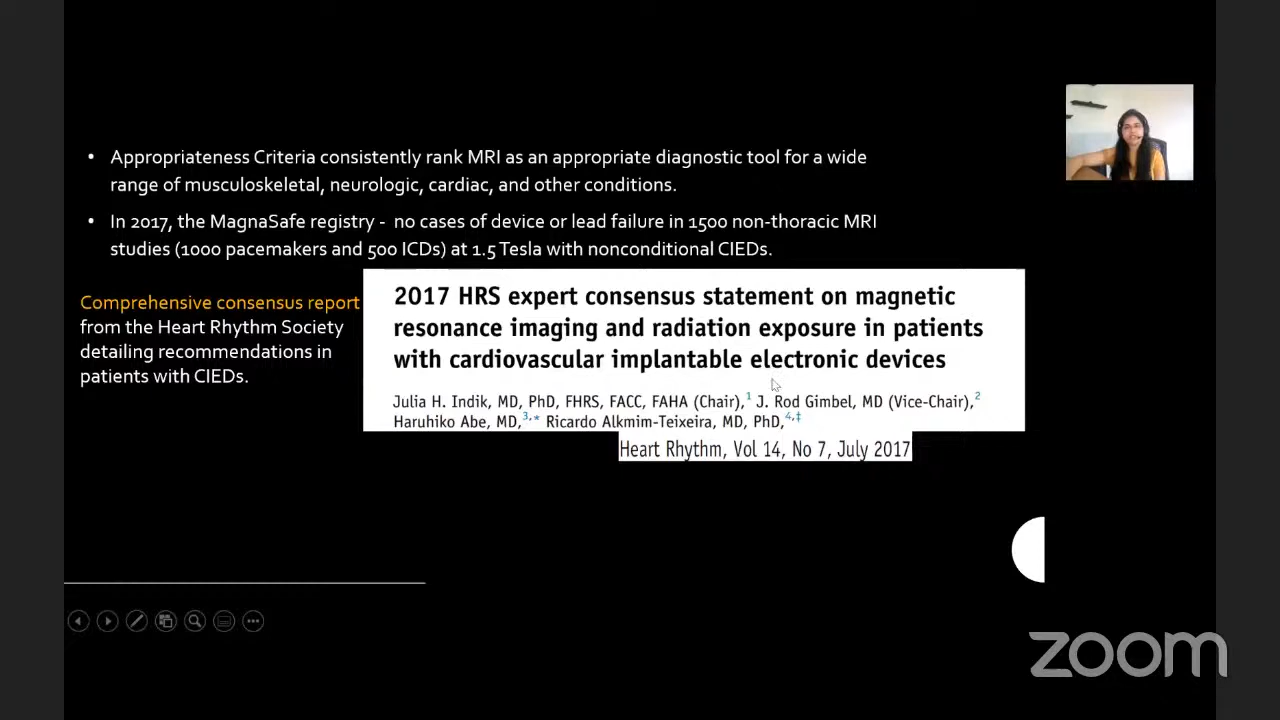 • Appropriateness Criteria consistently rank MRI as an appropriate diagnostic tool for a wide
range of musculoskeletal, neurologic, cardiac, and other conditions.
• In 2017, the MagnaSafe registry - no cases of device or lead failure in 1500 non-thoracic MRI
studies (1000 pacemakers and 500 ICDs) at 1.5 Tesla with nonconditional CIEDs.
Comprehensive consensus report
from the Heart Rhythm Society
detailing recommendations in
patients with CIEDs.
2017 HRS expert consensus statement on magnetic
resonance imaging and radiation exposure in patients
with cardiovascular implantable electronic devices
Julia H. Indik, MD, PhD, FHRS, FACC, FAHA (Chair),1 J. Rod Gimbel, MD (Vice-Chair),2
Haruhiko Abe, MD,3,* Ricardo Alkmim-Teixeira, MD, PhD,4,‡
Heart Rhythm, Vol 14, No 7, July 2017
zoom